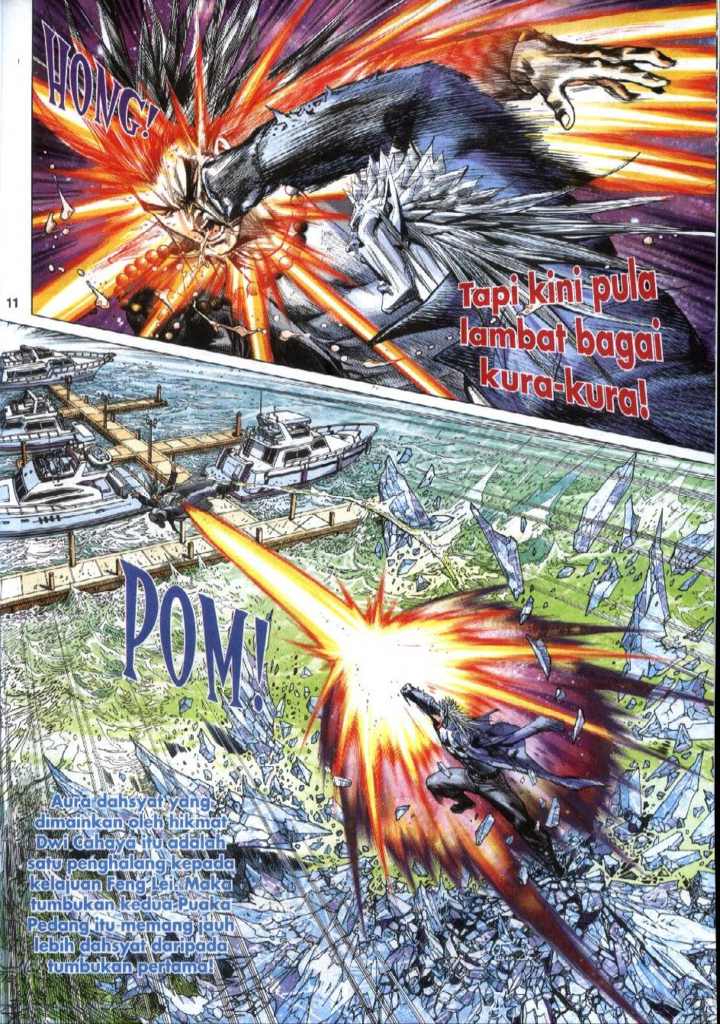 HONG!
11
Tapi kini pula
lambat bagai
kura-kura!
POM!
Aura dahsyat yang
dimainkan oleh hikmat
Dwi Cahaya itu adalah
satu penghalang kepada
kelajuan Feng Lei. Maka
tumbukan kedua Puaka
Pedang itu memang jauh
lebih dahsyat daripada
tumbukan pertama!